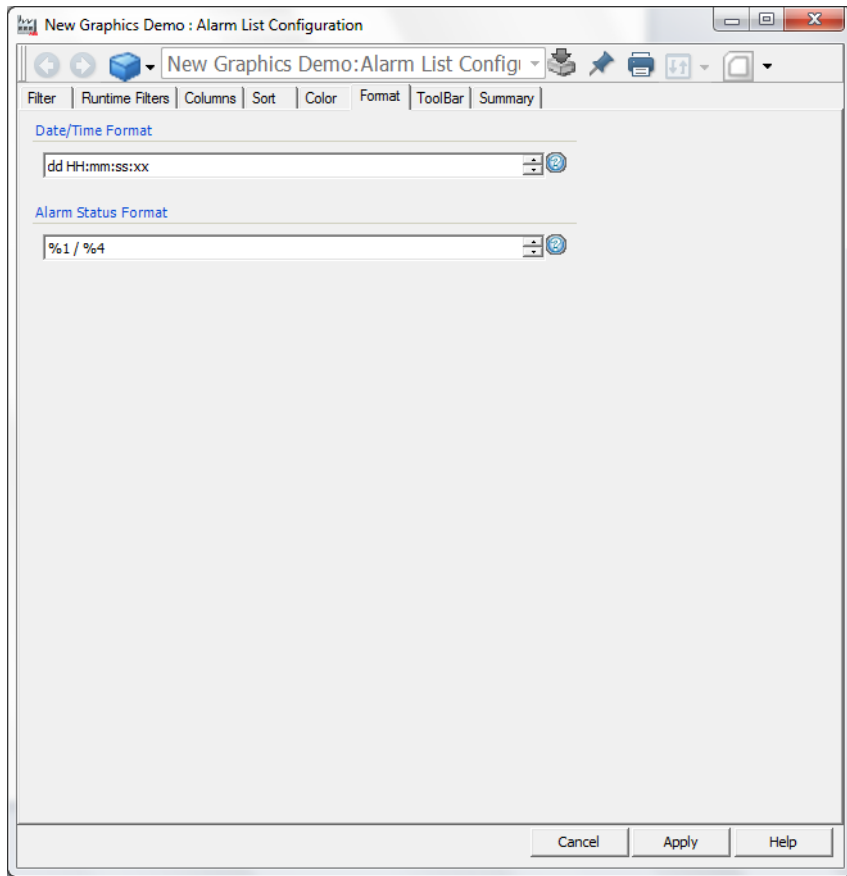 New Graphics Demo : Alarm List Configuration
New Graphics Demo:Alarm List Config
Filter Runtime Filters Columns Sort Color Format ToolBar Summary
Date/Time Format
dd HH:mm:ss:xx
Alarm Status Format
%1 / %4
Cancel Apply Help